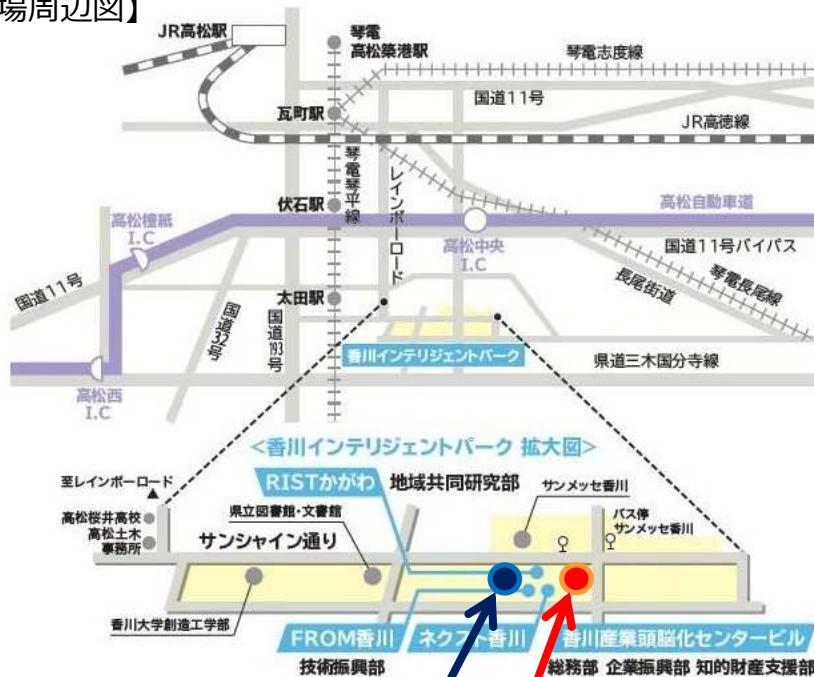 場周辺図】
JR高松駅
琴電
高松築港駅
琴電志度線
国道11号
瓦町駅
JR高徳線
琴電琴平線
レインボーロード
伏石駅
高松自動車道
高松檀紙
I.C
高松中央
I.C
国道11号バイパス
国道11号
長尾街道
琴電長尾線
太田駅
国道32号
国道193号
香川インテリジェントパーク
県道三木国分寺線
高松西
I.C
<香川インテリジェントパーク 拡大図>
至レインボーロード
RISTかがわ 地域共同研究部
サンメッセ香川
高松桜井高校
県立図書館・文書館
バス停
サンメッセ香川
高松土木
事務所
サンシャイン通り
香川大学創造工学部
FROM香川 ネクスト香川 香川産業頭脳化センタービル
技術振興部 総務部 企業振興部 知的財産支援部